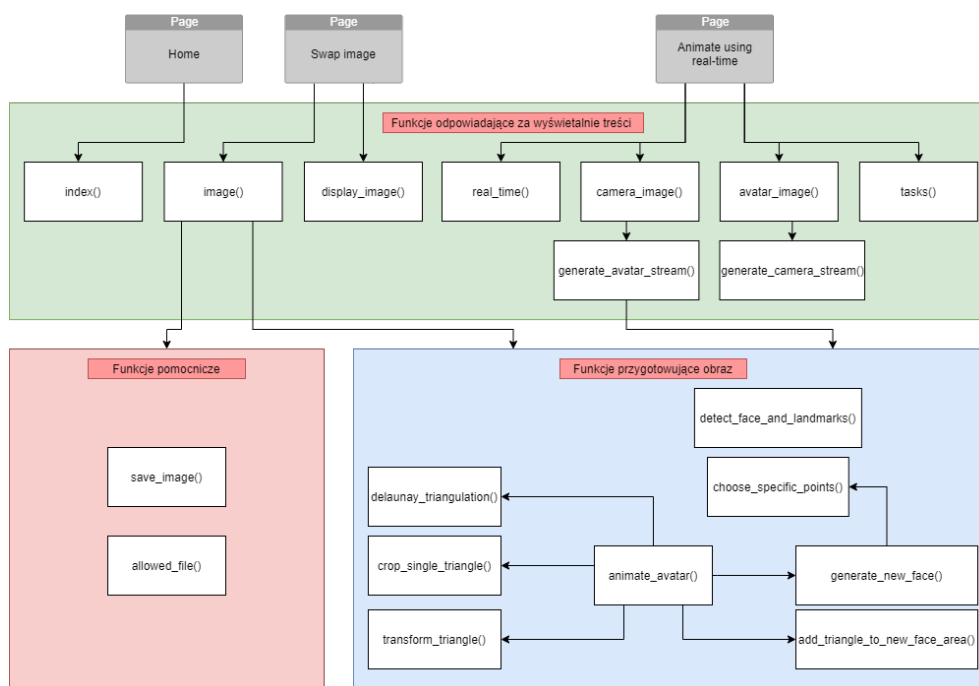 Page
Page
Page
Home
Swap image
Animate using
real-time
Funkcje odpowiadające za wyświetalnie treści
index()
image()
display_image()
real_time()
camera_image()
avatar_image()
tasks()
generate_avatar_stream()
generate_camera_stream()
Funkcje pomocnicze
Funkcje przygotowujące obraz
detect_face_and_landmarks()
save_image()
delaunay_triangulation()
choose_specific_points()
allowed_file()
crop_single_triangle()
animate_avatar()
generate_new_face()
transform_triangle()
add_triangle_to_new_face_area()